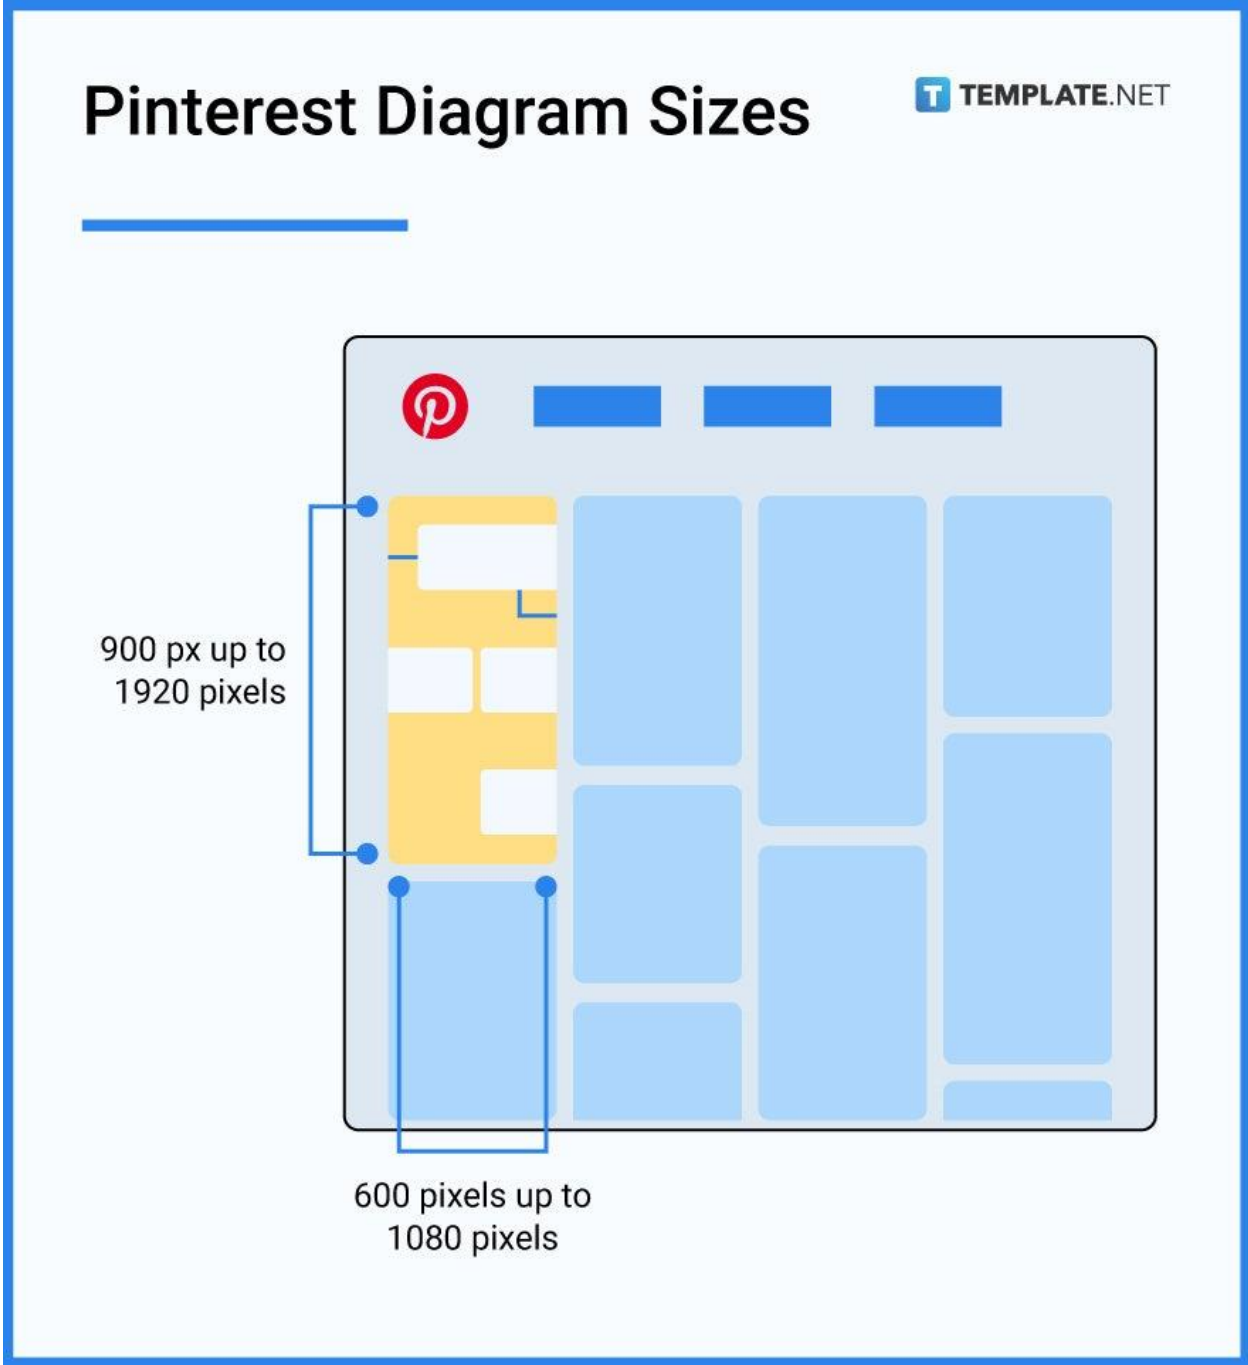 Pinterest Diagram Sizes
T TEMPLATE.NET
900 px up to
1920 pixels
600 pixels up to
1080 pixels